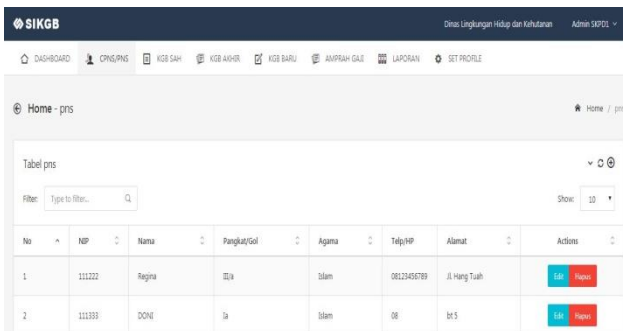 SIKGB Dinas Lingkungan Hidup dan Kehutanan Admin SKPD1
DASHBOARD CPNS/PNS KGB SAH KGB AKHIR KGB BARU AMPRAH GAJI LAPORAN SET PROFILE
Home - pns Home / pns
Tabel pns
Filter: Type to filter... Show: 10
No NIP Nama Pangkat/Gol Agama Telp/HP Alamat Actions
1 111222 Regina III/a Islam 08123456789 Jl. Hang Tuah Edit Hapus
2 111333 DONI Ia Islam 08 bt 5 Edit Hapus